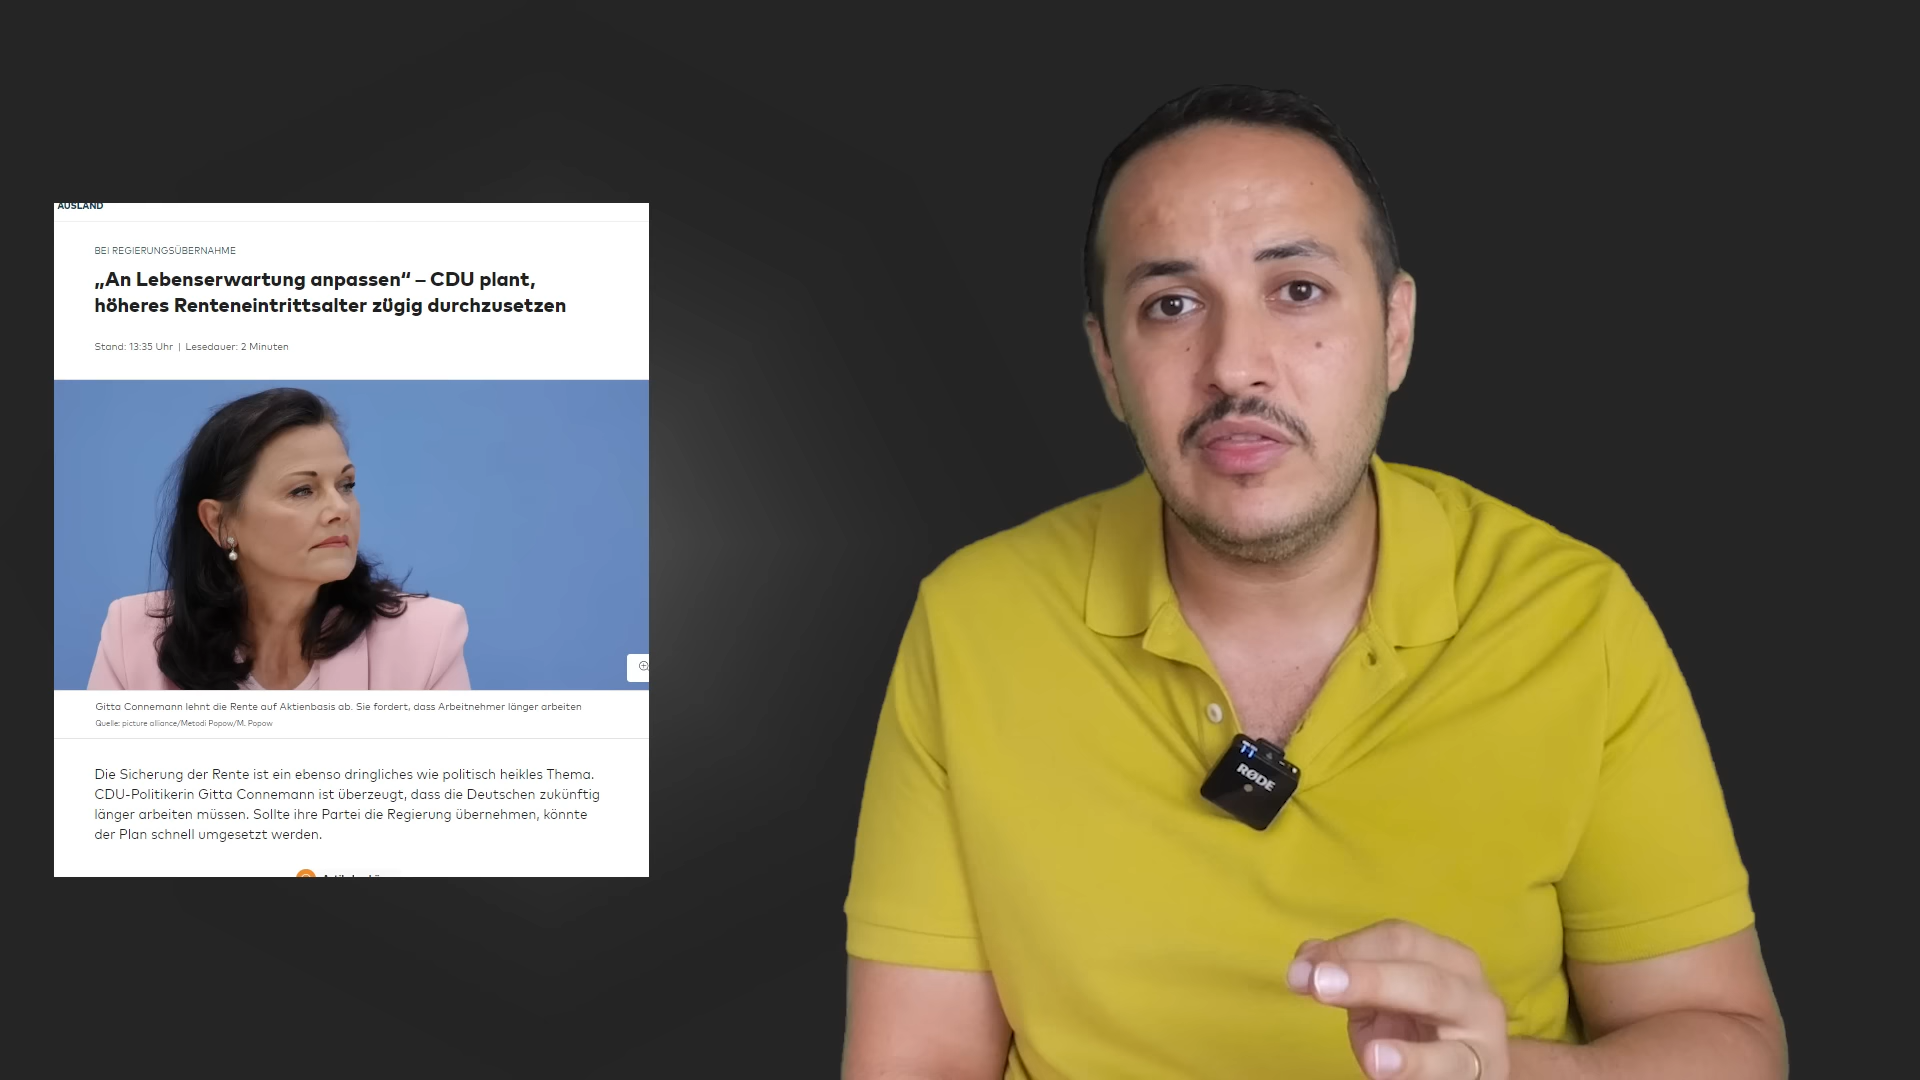 AUSLAND
BEI REGIERUNGSÜBERNAHME
„An Lebenserwartung anpassen“ – CDU plant,
höheres Renteneintrittsalter zügig durchzusetzen
Stand: 13:35 Uhr | Lesedauer: 2 Minuten
Gitta Connemann lehnt die Rente auf Aktienbasis ab. Sie fordert, dass Arbeitnehmer länger arbeiten
Quelle: picture alliance/Metodi Popow/M. Popow
Die Sicherung der Rente ist ein ebenso dringliches wie politisch heikles Thema.
CDU-Politikerin Gitta Connemann ist überzeugt, dass die Deutschen zukünftig
länger arbeiten müssen. Sollte ihre Partei die Regierung übernehmen, könnte
der Plan schnell umgesetzt werden.
RØDE